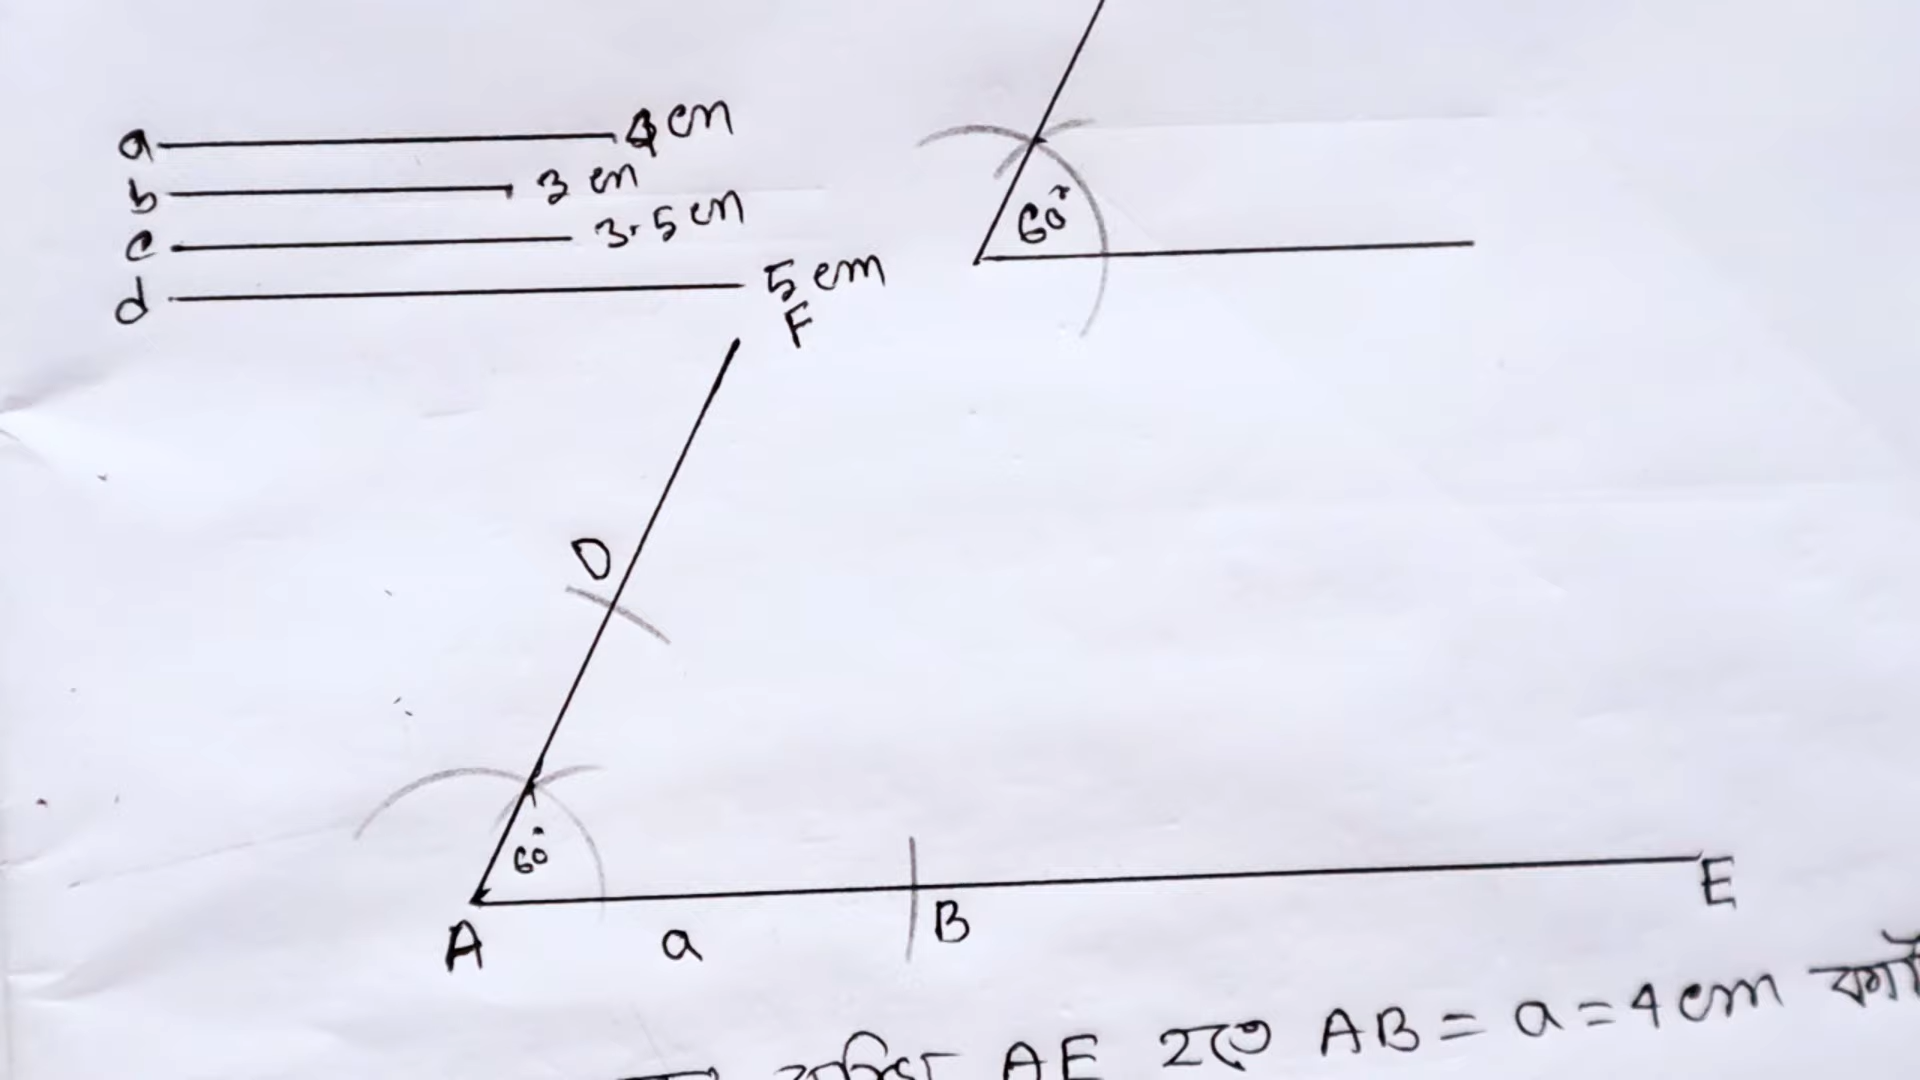 a 4 cm
b 3 cm
c 3.5 cm
d 5 cm
60°
F
D
60°
A a B E
AE হতে AB = a = 4 cm